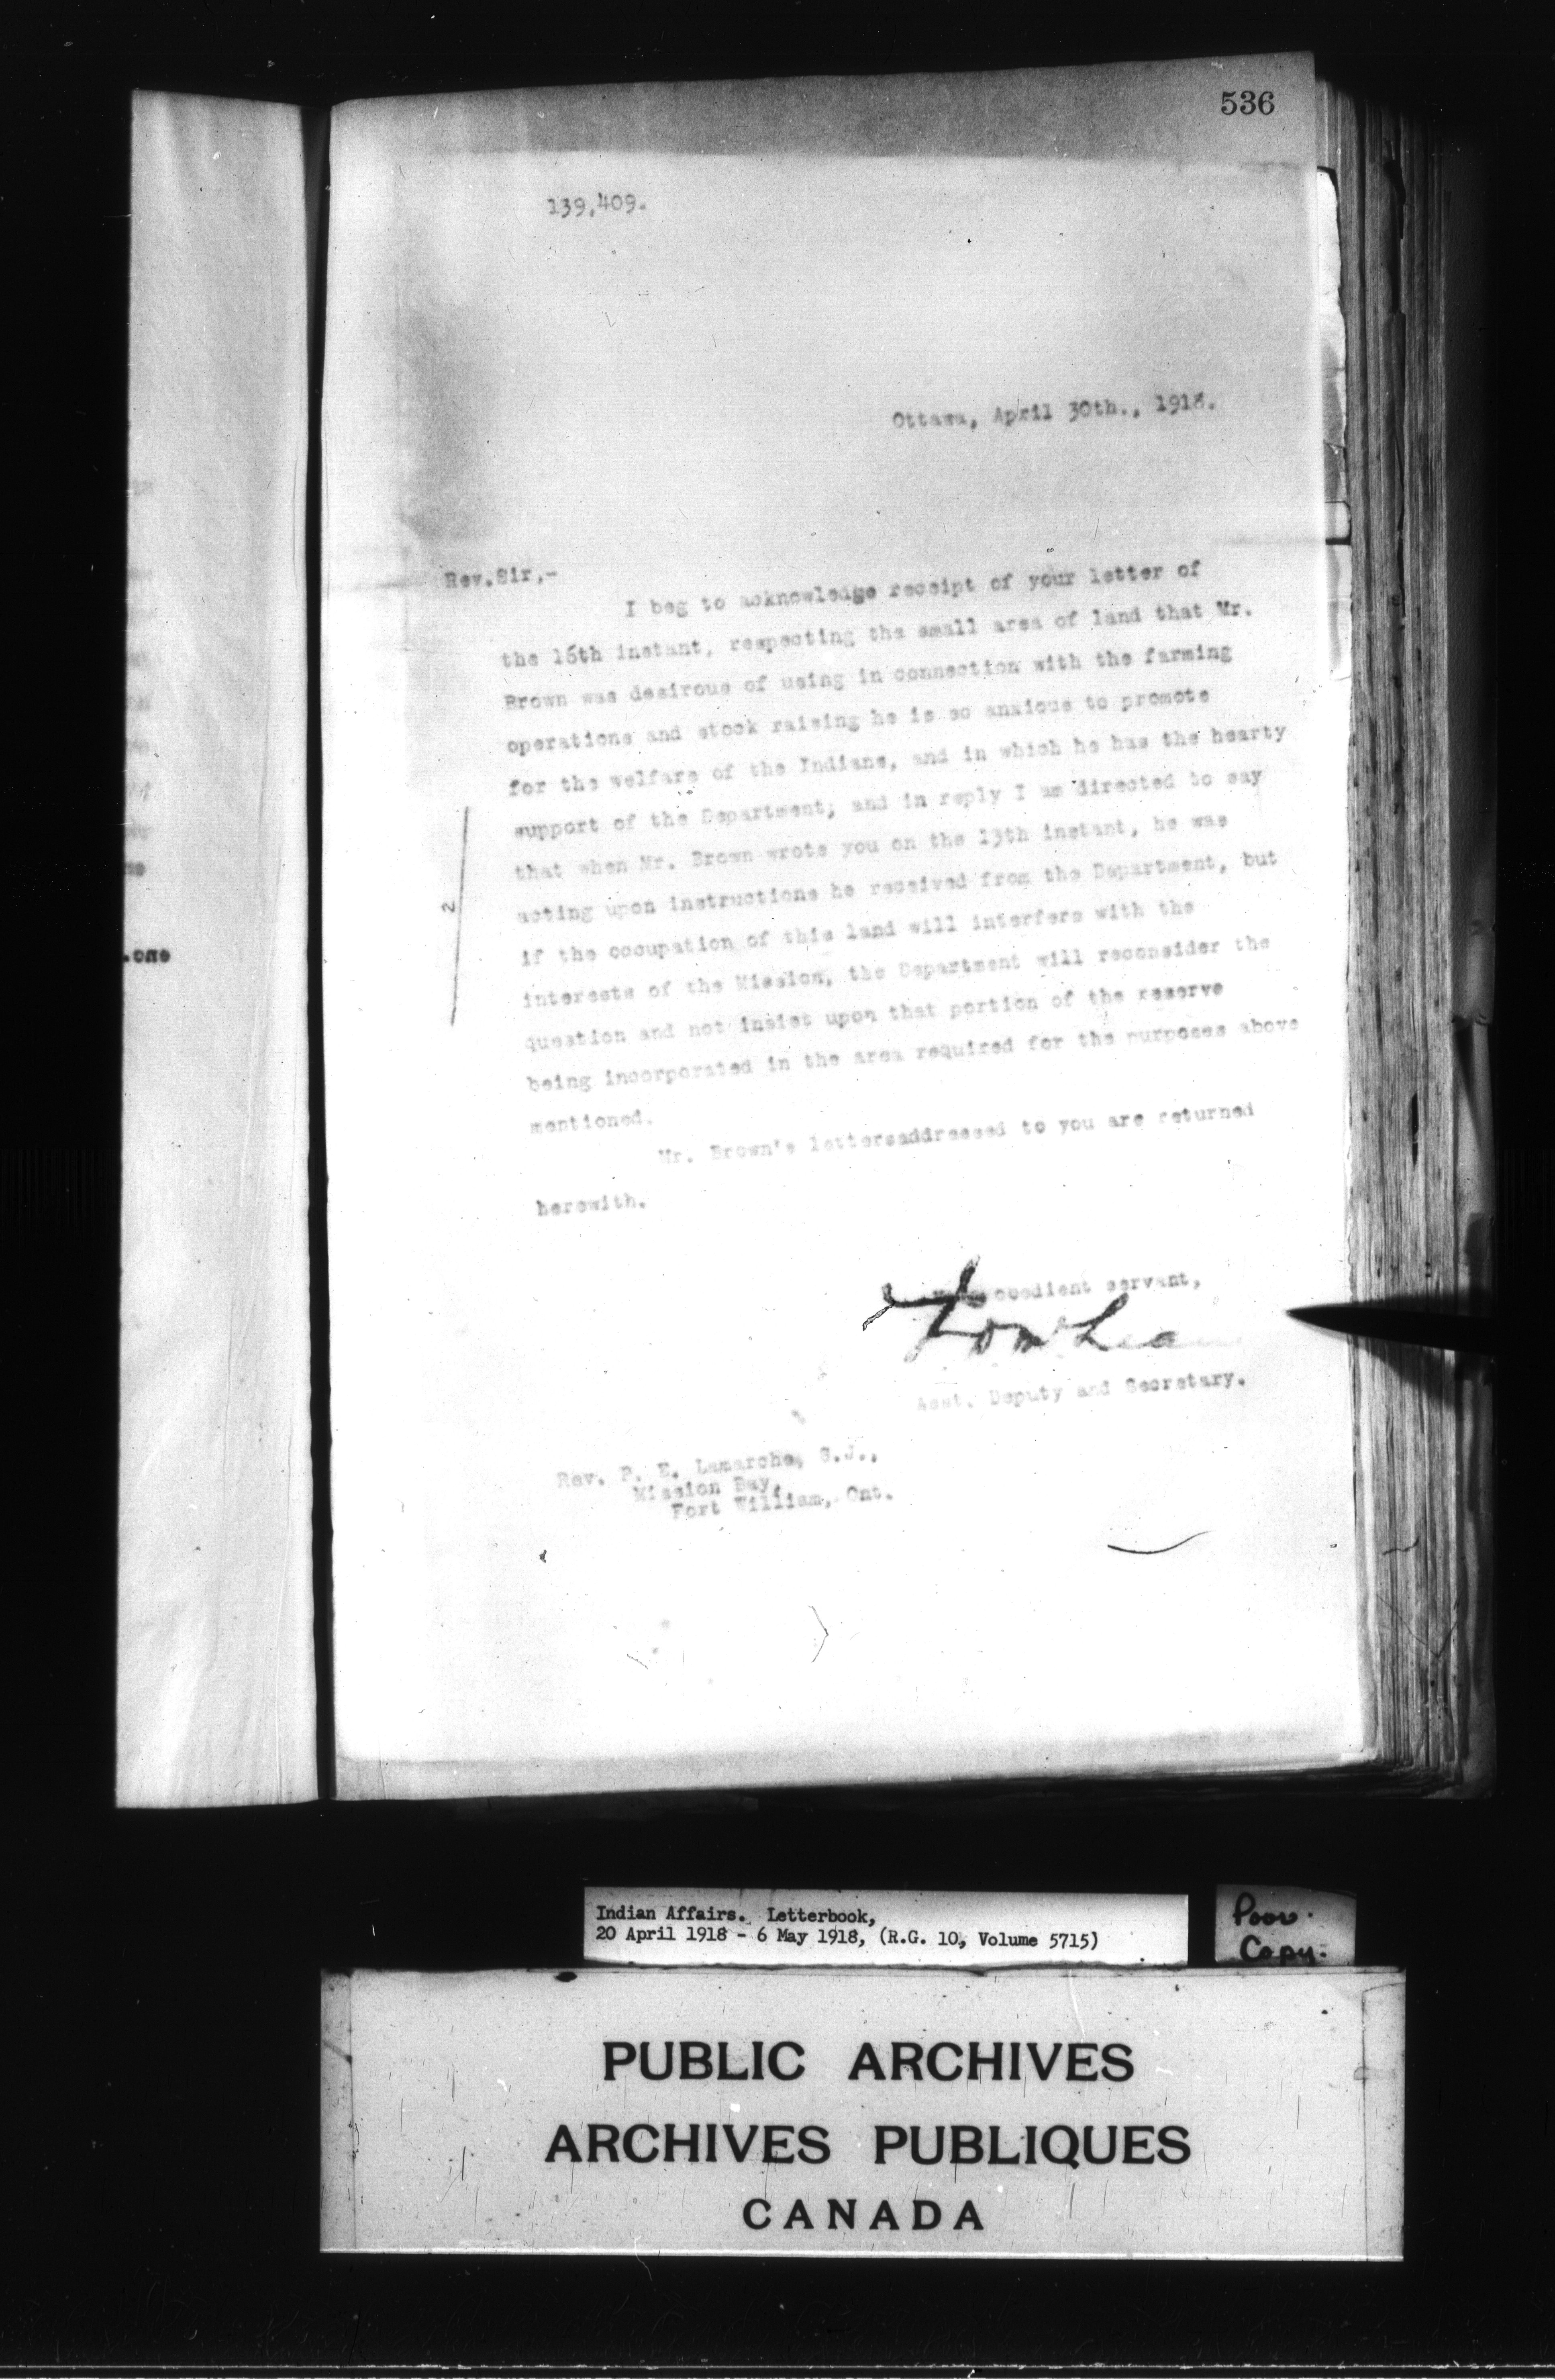 536
139,409.
Ottawa, April 30th., 1918.
Rev. Sir,-
I beg to acknowledge receipt of your letter of
the 16th instant, respecting the small area of land that Mr.
Brown was desirous of using in connection with the farming
operations and stock raising he is so anxious to promote
for the welfare of the Indians, and in which he has the hearty
support of the Department; and in reply I am directed to say
that when Mr. Brown wrote you on the 13th instant, he was
acting upon instructions he received from the Department, but
if the occupation of this land will interfere with the
interests of the Mission, the Department will reconsider the
question and not insist upon that portion of the reserve
being incorporated in the area required for the purposes above
mentioned.
Mr. Brown's lettersaddressed to you are returned
herewith.
2
obedient servant,
Asst. Deputy and Secretary.
Rev. P. E. Lamarche, S.J.,
Mission Bay,
Fort William, Ont.
.one
Indian Affairs. Letterbook,
20 April 1918 - 6 May 1918, (R.G. 10, Volume 5715)
Poor.
Copy.
PUBLIC ARCHIVES
ARCHIVES PUBLIQUES
CANADA